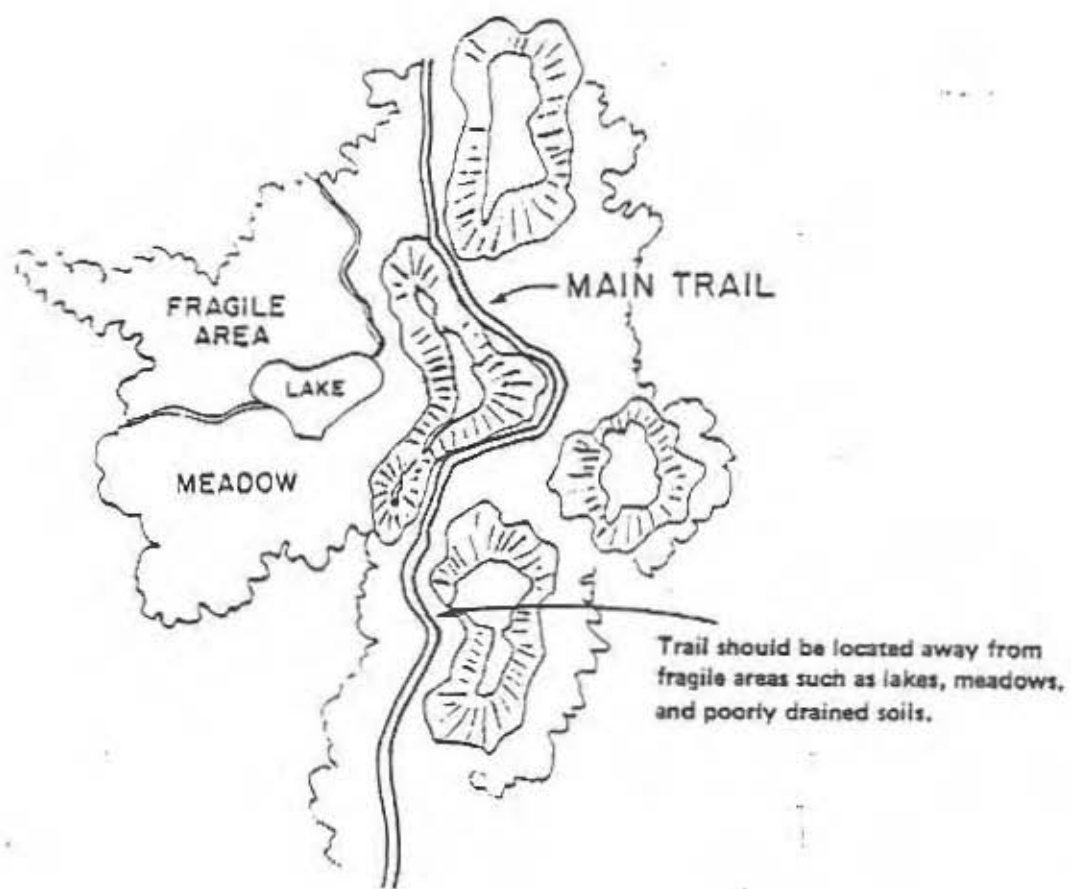 MAIN TRAIL
FRAGILE
AREA
LAKE
MEADOW
Trail should be located away from
fragile areas such as lakes, meadows,
and poorly drained soils.